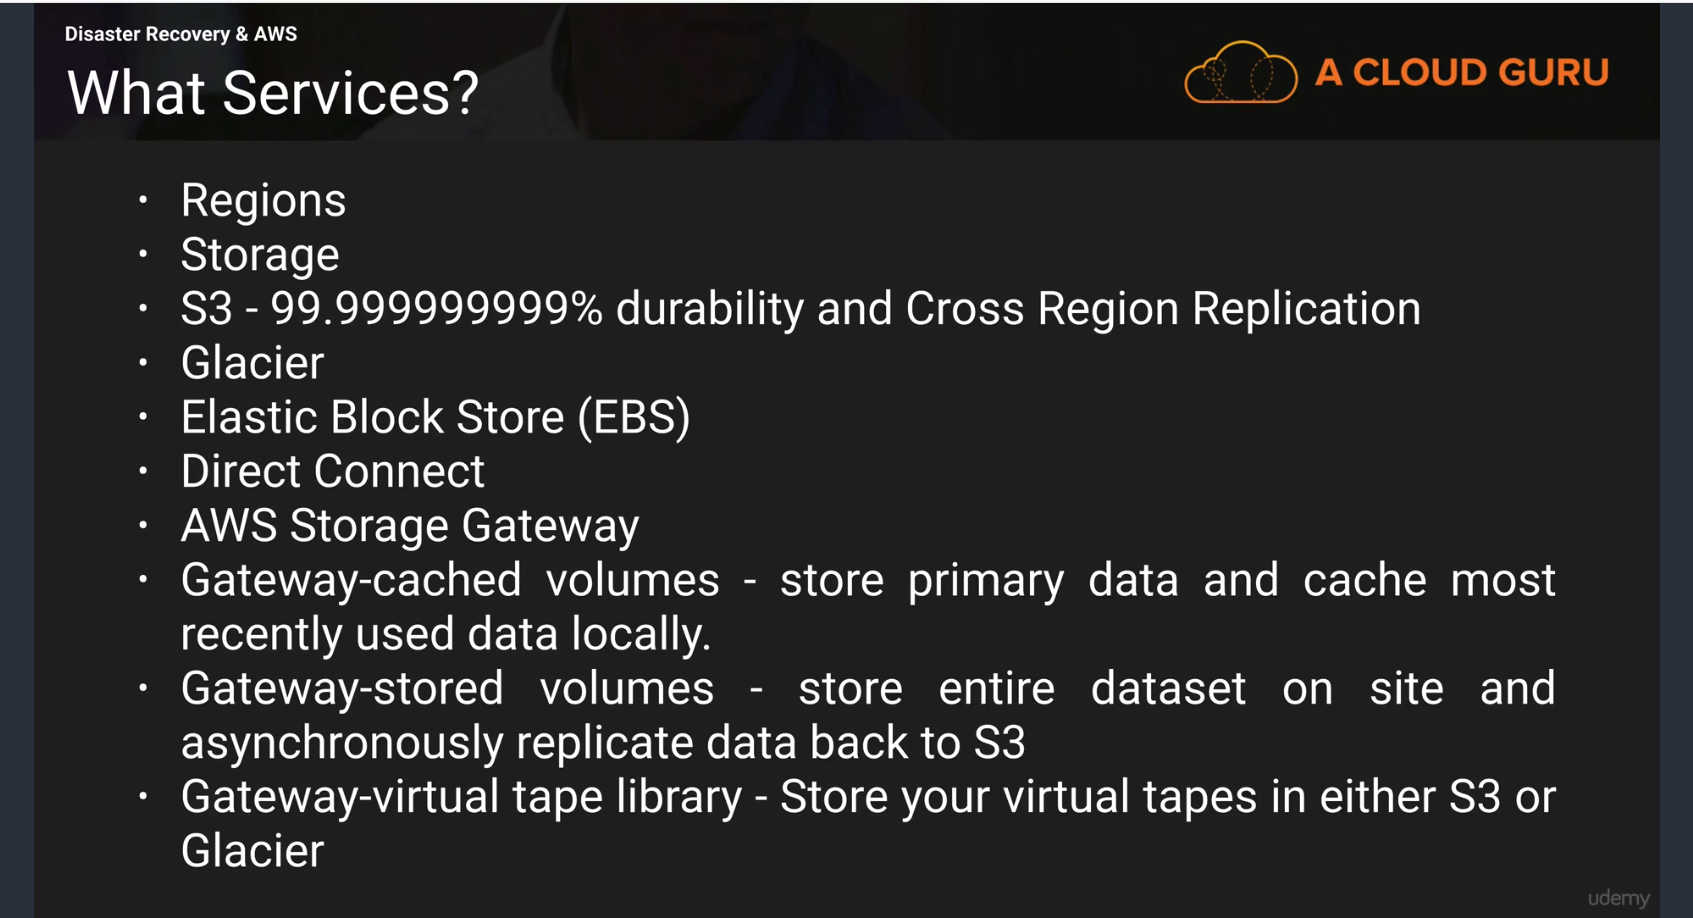 Disaster Recovery & AWS
What Services?
A CLOUD GURU
• Regions
• Storage
• S3 - 99.999999999% durability and Cross Region Replication
• Glacier
• Elastic Block Store (EBS)
• Direct Connect
• AWS Storage Gateway
• Gateway-cached volumes - store primary data and cache most
recently used data locally.
• Gateway-stored volumes - store entire dataset on site and
asynchronously replicate data back to S3
• Gateway-virtual tape library - Store your virtual tapes in either S3 or
Glacier
udemy